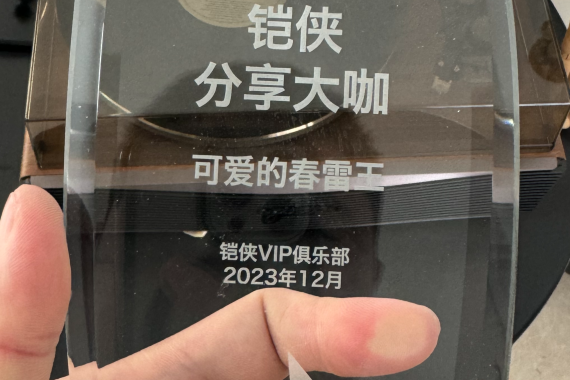 铠侠
分享大咖
可爱的春雷王
铠侠VIP俱乐部
2023年12月